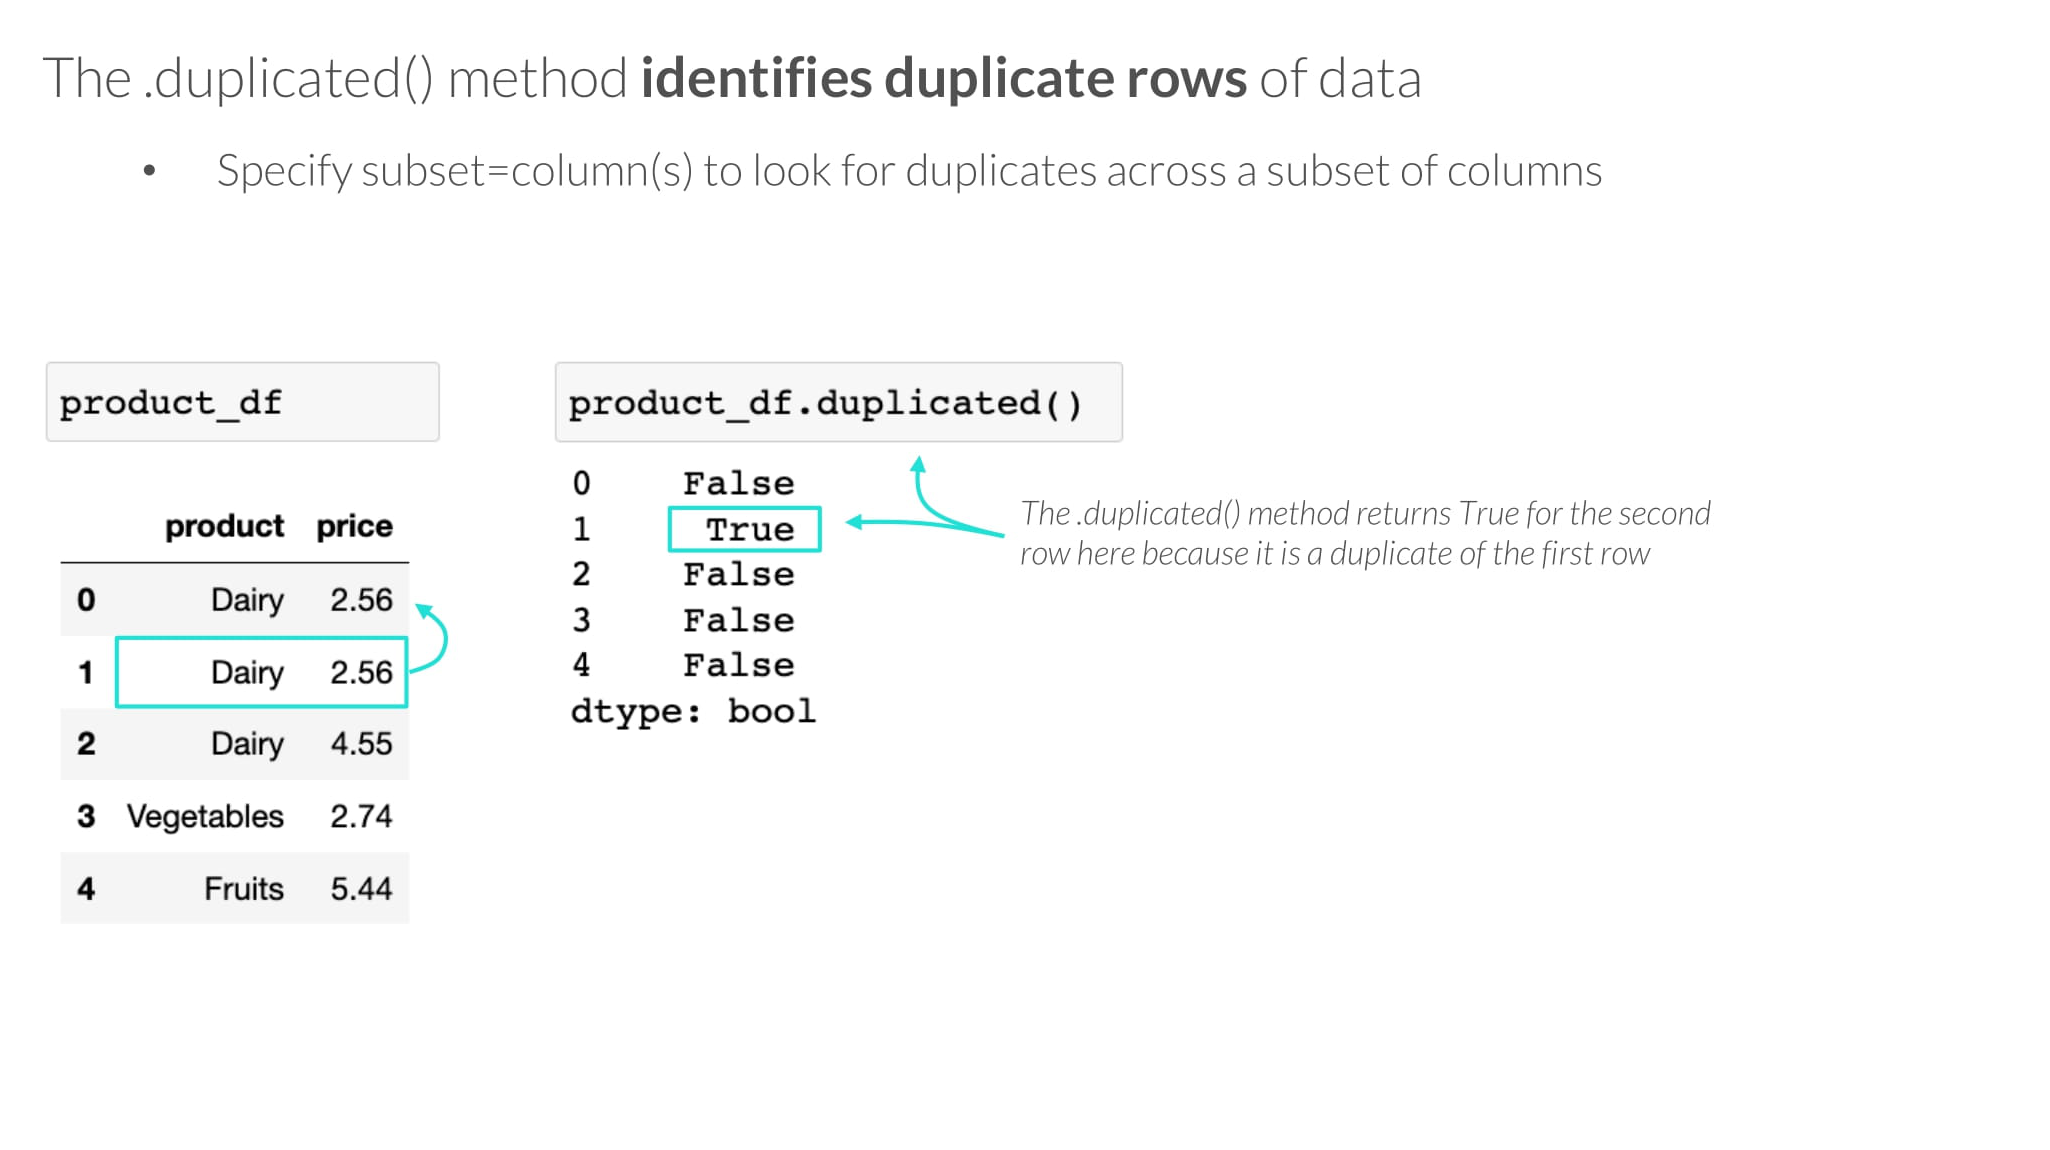 The .duplicated() method identifies duplicate rows of data
• Specify subset=column(s) to look for duplicates across a subset of columns
product_df
product price
0 Dairy 2.56
1 Dairy 2.56
2 Dairy 4.55
3 Vegetables 2.74
4 Fruits 5.44
product_df.duplicated()
0 False
1 True
2 False
3 False
4 False
dtype: bool
The .duplicated() method returns True for the second
row here because it is a duplicate of the first row